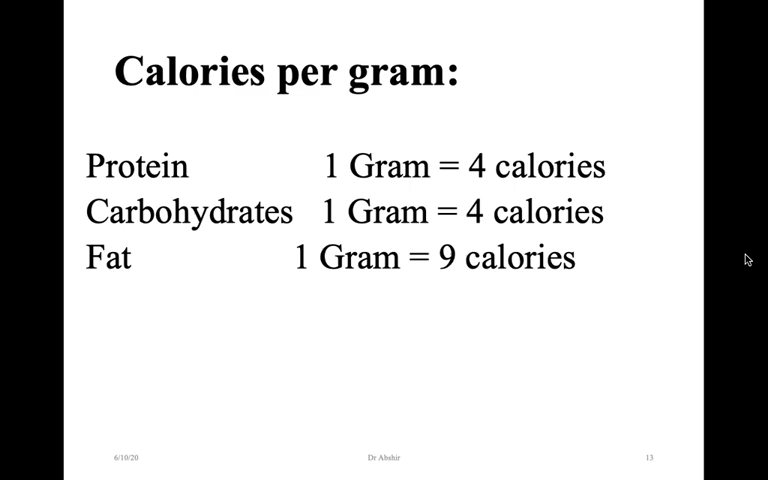 Calories per gram:
Protein 1 Gram = 4 calories
Carbohydrates 1 Gram = 4 calories
Fat 1 Gram = 9 calories
6/10/20 Dr Abshir 13